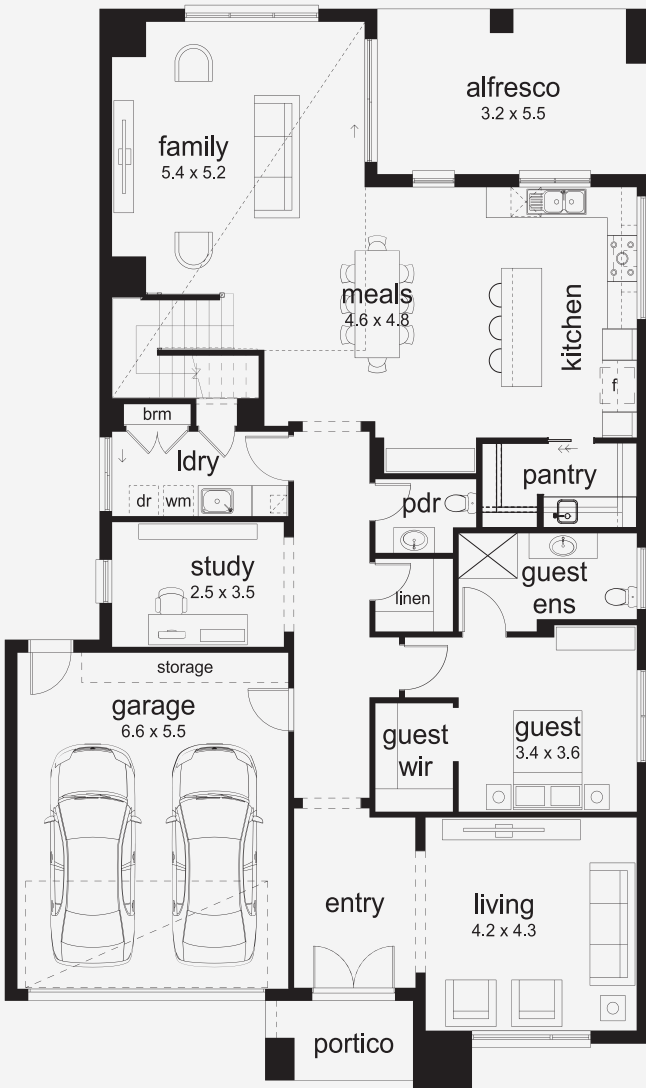 alfresco
3.2 x 5.5
family
5.4 x 5.2
meals
4.6 x 4.8
kitchen
f
brm
ldry
dr wm
pantry
pdr
study
2.5 x 3.5
guest
ens
linen
storage
garage
6.6 x 5.5
guest
wir
guest
3.4 x 3.6
entry
living
4.2 x 4.3
portico